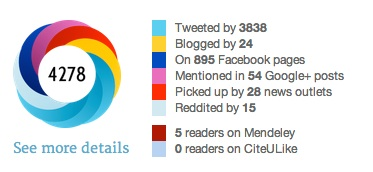 4278
See more details
Tweeted by 3838
Blogged by 24
On 895 Facebook pages
Mentioned in 54 Google+ posts
Picked up by 28 news outlets
Reddited by 15
5 readers on Mendeley
0 readers on CiteULike